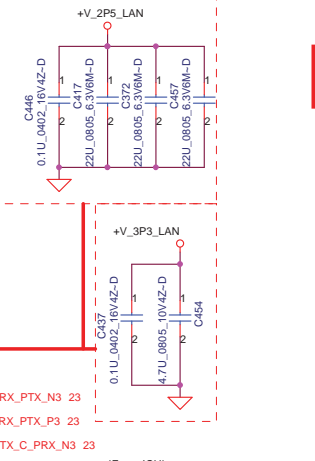 +V_2P5_LAN
C446
0.1U_0402_16V4Z~D
1
2
C417
22U_0805_6.3V6M~D
1
2
C372
22U_0805_6.3V6M~D
1
2
C457
22U_0805_6.3V6M~D
1
2
+V_3P3_LAN
C437
0.1U_0402_16V4Z~D
1
2
4.7U_0805_10V4Z~D
1
2
C454
RX_PTX_N3 23
RX_PTX_P3 23
TX_C_PRX_N3 23